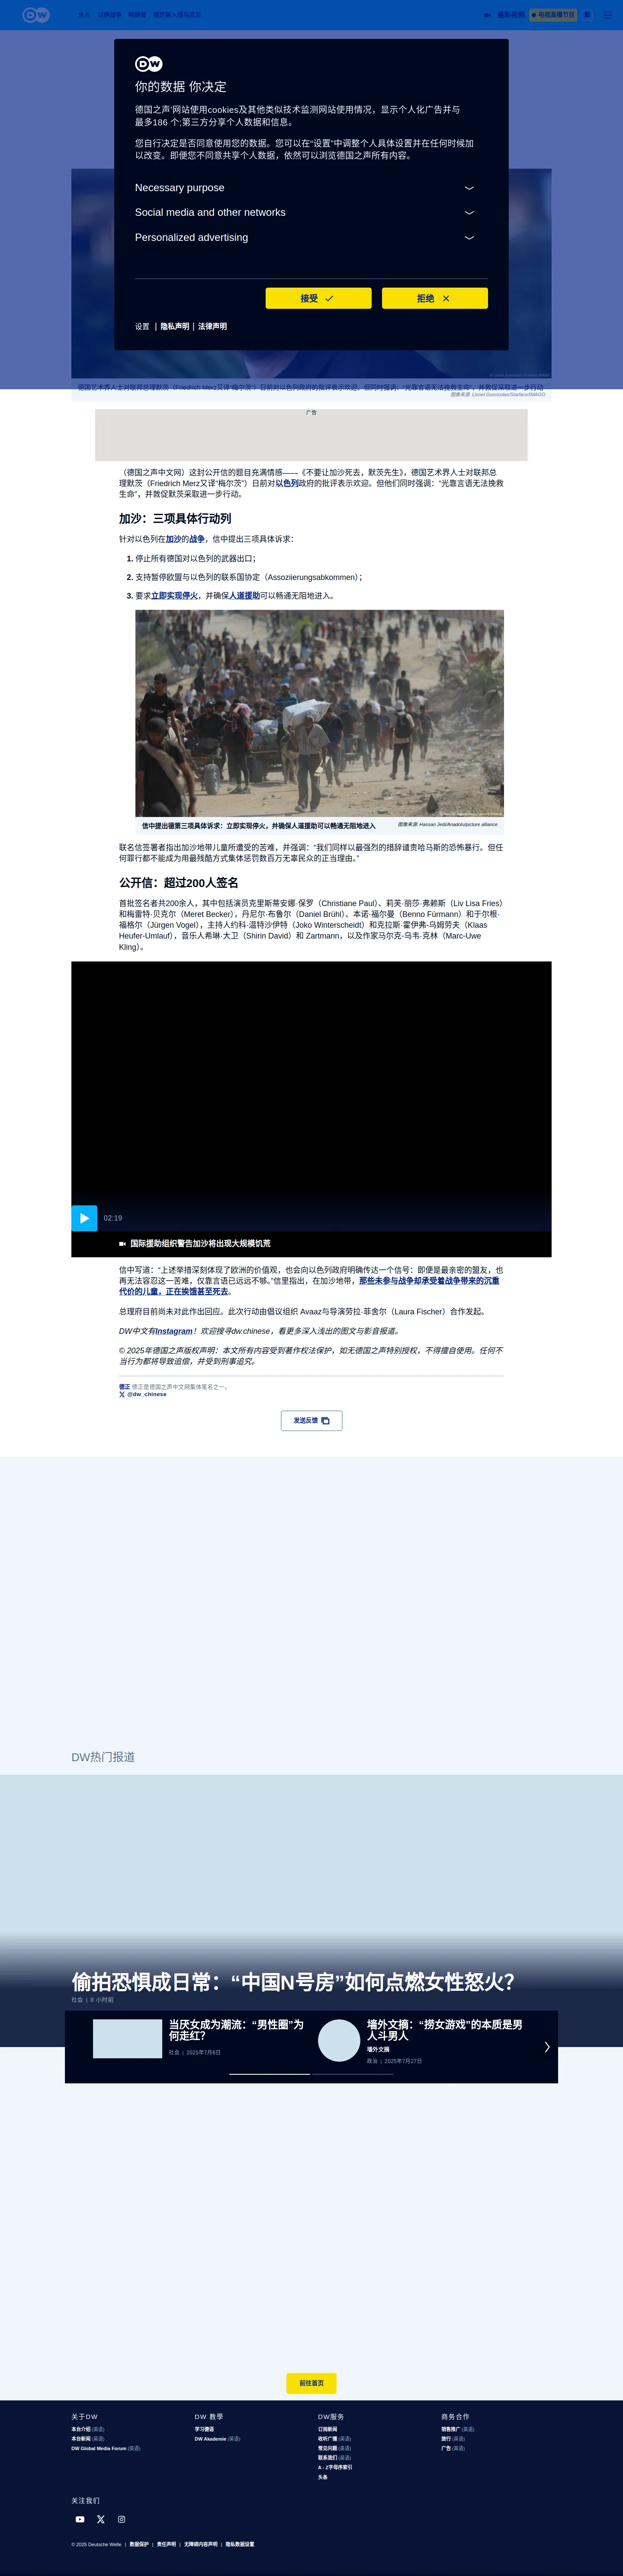 DW
焦点
以伊战争
特朗普
俄罗斯入侵乌克兰
最新视频
电视直播节目
繁
DW
你的数据 你决定
德国之声'网站使用cookies及其他类似技术监测网站使用情况，显示个人化广告并与
最多186 个;第三方分享个人数据和信息。
您自行决定是否同意使用您的数据。您可以在“设置”中调整个人具体设置并在任何时候加
以改变。即便您不同意共享个人数据，依然可以浏览德国之声所有内容。
Necessary purpose
Social media and other networks
Personalized advertising
接受
拒绝
设置 | 隐私声明 | 法律声明
德国艺术界人士对联邦总理默茨（Friedrich Merz又译“梅尔茨”）日前对以色列政府的批评表示欢迎。但同时强调：“光靠言语无法挽救生命”，并敦促采取进一步行动
图像来源: Lionel Guericolas/Starface/IMAGO
广告
（德国之声中文网）这封公开信的题目充满情感——《不要让加沙死去，默茨先生》，德国艺术界人士对联邦总
理默茨（Friedrich Merz又译“梅尔茨”）日前对以色列政府的批评表示欢迎。但他们同时强调：“光靠言语无法挽救
生命”，并敦促默茨采取进一步行动。
加沙：三项具体行动列
针对以色列在加沙的战争，信中提出三项具体诉求：
1. 停止所有德国对以色列的武器出口；
2. 支持暂停欧盟与以色列的联系国协定（Assoziierungsabkommen）；
3. 要求立即实现停火，并确保人道援助可以畅通无阻地进入。
信中提出德第三项具体诉求：立即实现停火，并确保人道援助可以畅通无阻地进入
图像来源: Hassan Jedi/Anadolu/picture alliance
联名信签署者指出加沙地带儿童所遭受的苦难，并强调：“我们同样以最强烈的措辞谴责哈马斯的恐怖暴行。但任
何罪行都不能成为用最残酷方式集体惩罚数百万无辜民众的正当理由。”
公开信：超过200人签名
首批签名者共200余人，其中包括演员克里斯蒂安娜·保罗（Christiane Paul）、莉芙·丽莎·弗赖斯（Liv Lisa Fries）
和梅雷特·贝克尔（Meret Becker），丹尼尔·布鲁尔（Daniel Brühl）、本诺·福尔曼（Benno Fürmann）和于尔根·
福格尔（Jürgen Vogel），主持人约科·温特沙伊特（Joko Winterscheidt）和克拉斯·霍伊弗-乌姆劳夫（Klaas
Heufer-Umlauf），音乐人希琳·大卫（Shirin David）和 Zartmann，以及作家马尔克-乌韦·克林（Marc-Uwe
Kling）。
02:19
国际援助组织警告加沙将出现大规模饥荒
信中写道：“上述举措深刻体现了欧洲的价值观，也会向以色列政府明确传达一个信号：即便是最亲密的盟友，也
再无法容忍这一苦难，仅靠言语已远远不够。”信里指出，在加沙地带，那些未参与战争却承受着战争带来的沉重
代价的儿童，正在挨饿甚至死去。
总理府目前尚未对此作出回应。此次行动由倡议组织 Avaaz与导演劳拉·菲舍尔（Laura Fischer）合作发起。
DW中文有Instagram！欢迎搜寻dw.chinese，看更多深入浅出的图文与影音报道。
© 2025年德国之声版权声明：本文所有内容受到著作权法保护，如无德国之声特别授权，不得擅自使用。任何不
当行为都将导致追偿，并受到刑事追究。
德正 德正是德国之声中文网集体笔名之一。
@dw_chinese
发送反馈
DW热门报道
偷拍恐惧成日常：“中国N号房”如何点燃女性怒火？
社会 | 8 小时前
当厌女成为潮流：“男性圈”为
何走红？
社会 | 2025年7月6日
墙外文摘：“捞女游戏”的本质是男
人斗男人
墙外文摘
政治 | 2025年7月27日
前往首页
关于DW
本台介绍 (英语)
本台新闻 (英语)
DW Global Media Forum (英语)
DW 教學
学习德语
DW Akademie (英语)
DW服务
订阅新闻
收听广播 (英语)
常见问题 (英语)
联系我们 (英语)
A - Z字母序索引
头条
商务合作
销售推广 (英语)
旅行 (英语)
广告 (英语)
关注我们
© 2025 Deutsche Welle | 数据保护 | 责任声明 | 无障碍内容声明 | 隐私数据设置